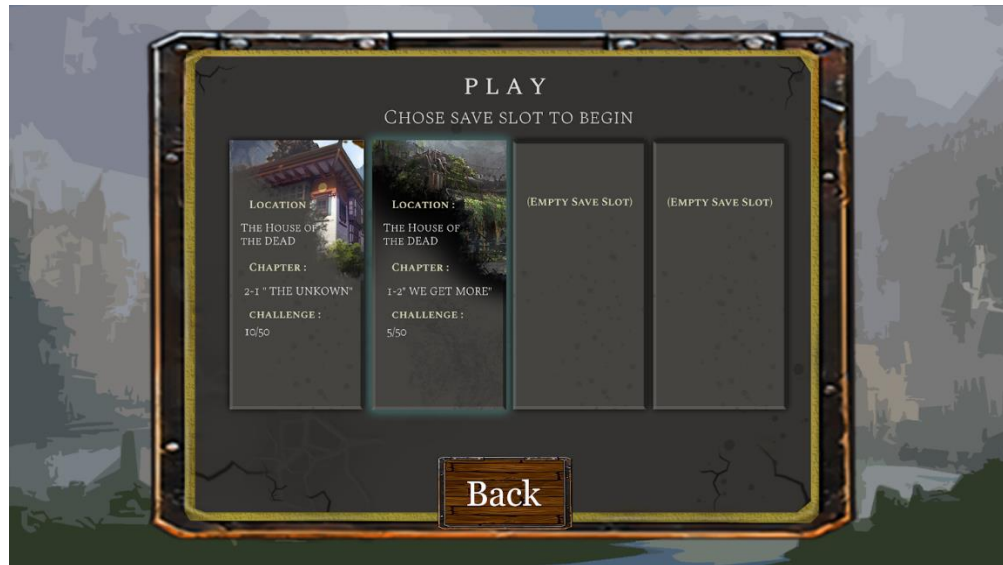 PLAY
CHOSE SAVE SLOT TO BEGIN
LOCATION :
THE HOUSE OF
THE DEAD
CHAPTER :
2-1 " THE UNKOWN"
CHALLENGE :
10/50
LOCATION :
THE HOUSE OF
THE DEAD
CHAPTER :
1-2" WE GET MORE"
CHALLENGE :
5/50
(EMPTY SAVE SLOT)
(EMPTY SAVE SLOT)
Back